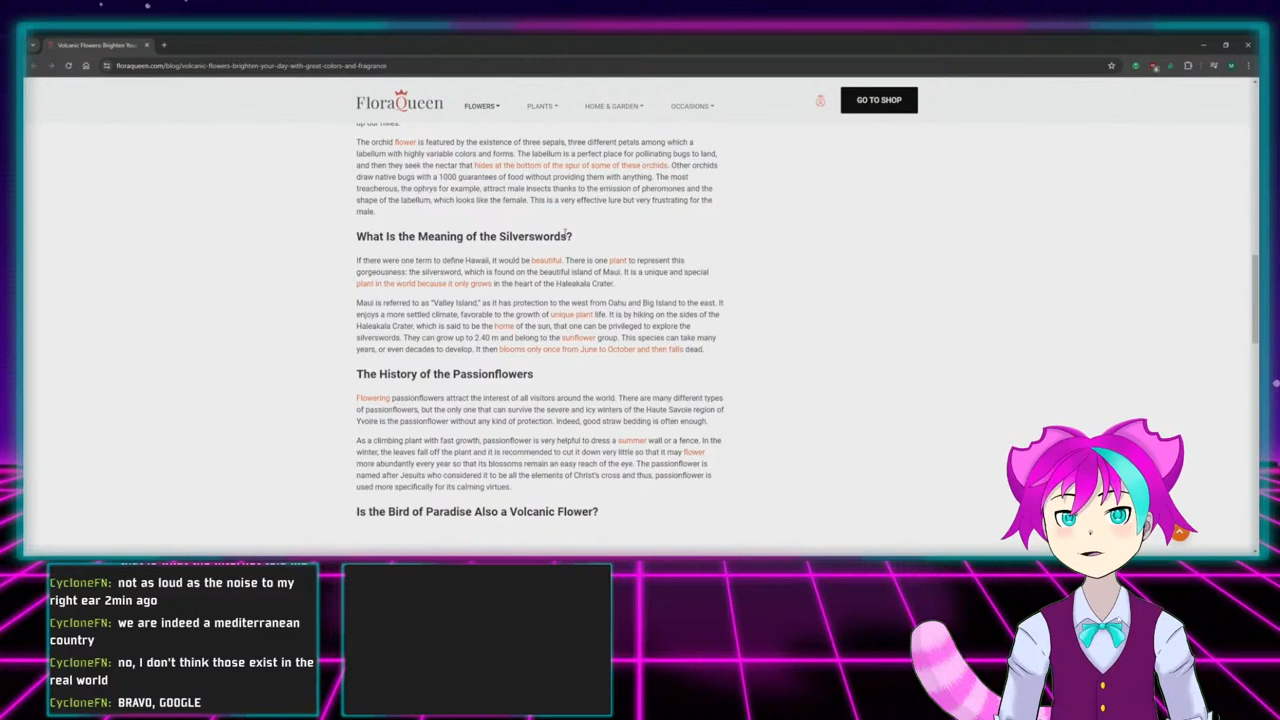 Volcanic Flowers Brighten You
floraqueen.com/blog/volcanic-flowers-brighten-your-day-with-great-colors-and-fragrance
FloraQueen
FLOWERS
PLANTS
HOME & GARDEN
OCCASIONS
GO TO SHOP
up our hikes.
The orchid flower is featured by the existence of three sepals, three different petals among which a
labellum with highly variable colors and forms. The labellum is a perfect place for pollinating bugs to land,
and then they seek the nectar that hides at the bottom of the spur of some of these orchids. Other orchids
draw native bugs with a 1000 guarantees of food without providing them with anything. The most
treacherous, the ophrys for example, attract male insects thanks to the emission of pheromones and the
shape of the labellum, which looks like the female. This is a very effective lure but very frustrating for the
male.
What Is the Meaning of the Silverswords?
If there were one term to define Hawaii, it would be beautiful. There is one plant to represent this
gorgeousness: the silversword, which is found on the beautiful island of Maui. It is a unique and special
plant in the world because it only grows in the heart of the Haleakala Crater.
Maui is referred to as "Valley Island," as it has protection to the west from Oahu and Big Island to the east. It
enjoys a more settled climate, favorable to the growth of unique plant life. It is by hiking on the sides of the
Haleakala Crater, which is said to be the home of the sun, that one can be privileged to explore the
silverswords. They can grow up to 2.40 m and belong to the sunflower group. This species can take many
years, or even decades to develop. It then blooms only once from June to October and then falls dead.
The History of the Passionflowers
Flowering passionflowers attract the interest of all visitors around the world. There are many different types
of passionflowers, but the only one that can survive the severe and icy winters of the Haute Savoie region of
Yvoire is the passionflower without any kind of protection. Indeed, good straw bedding is often enough.
As a climbing plant with fast growth, passionflower is very helpful to dress a summer wall or a fence. In the
winter, the leaves fall off the plant and it is recommended to cut it down very little so that it may flower
more abundantly every year so that its blossoms remain an easy reach of the eye. The passionflower is
named after Jesuits who considered it to be all the elements of Christ's cross and thus, passionflower is
used more specifically for its calming virtues.
Is the Bird of Paradise Also a Volcanic Flower?
CycloneFN: not as loud as the noise to my
right ear 2min ago
CycloneFN: we are indeed a mediterranean
country
CycloneFN: no, I don't think those exist in the
real world
CycloneFN: BRAVO, GOOGLE